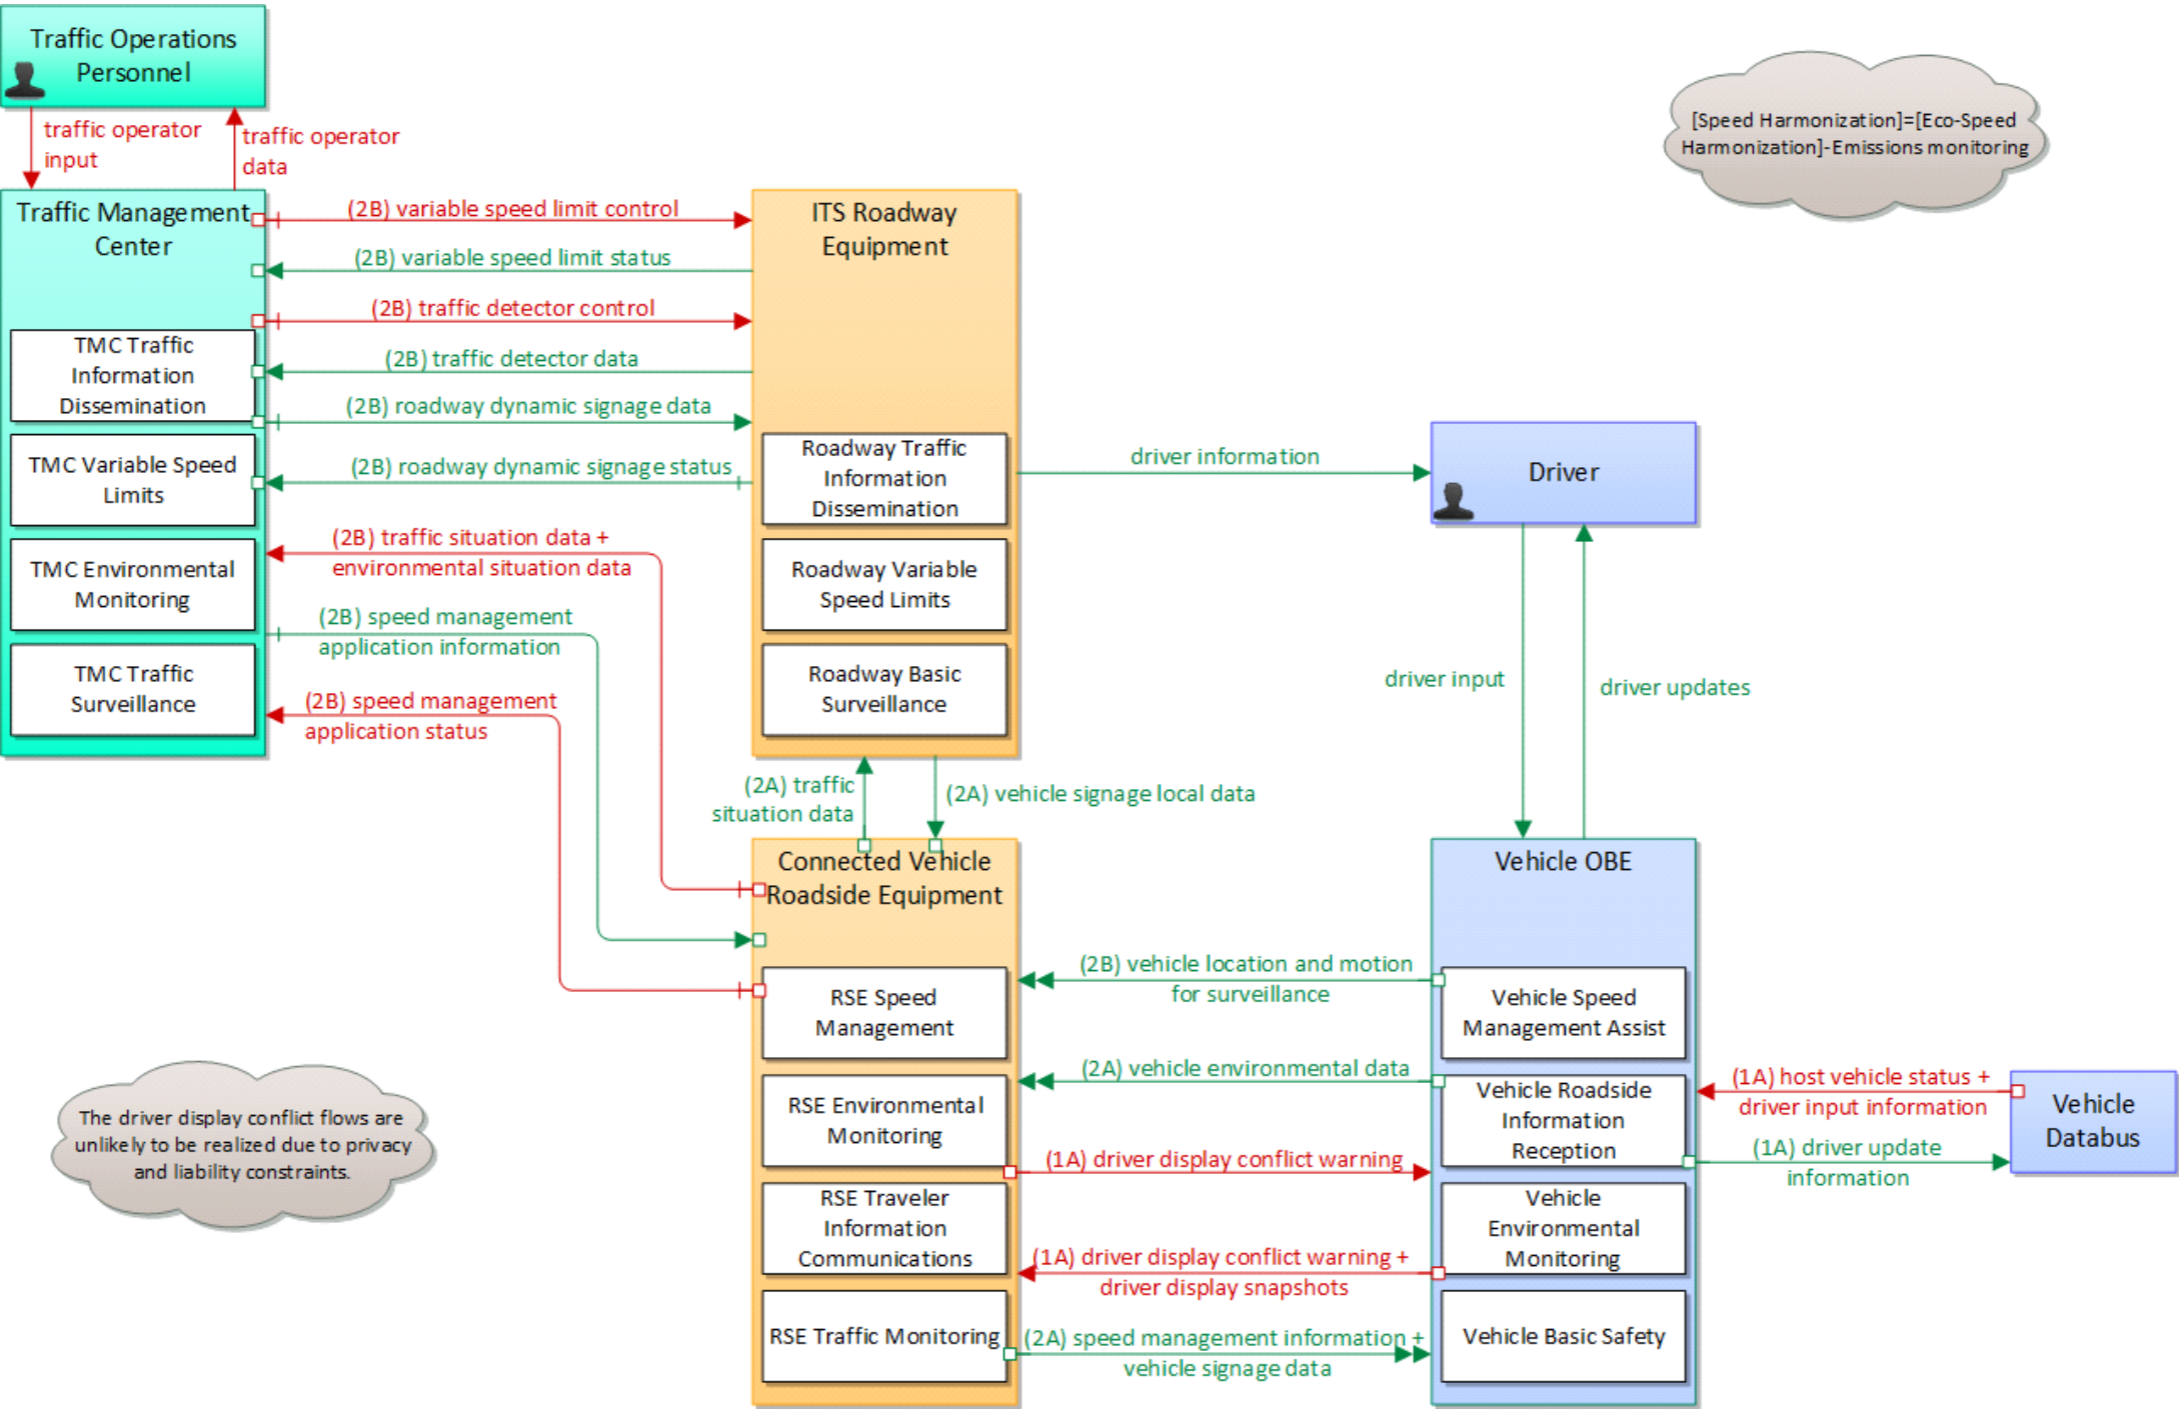 Traffic Operations
Personnel
traffic operator
input
traffic operator
data
[Speed Harmonization]=[Eco-Speed
Harmonization]-Emissions monitoring
Traffic Management
Center
(2B) variable speed limit control
(2B) variable speed limit status
(2B) traffic detector control
(2B) traffic detector data
(2B) roadway dynamic signage data
(2B) roadway dynamic signage status
(2B) traffic situation data +
environmental situation data
(2B) speed management
application information
(2B) speed management
application status
TMC Traffic
Information
Dissemination
TMC Variable Speed
Limits
TMC Environmental
Monitoring
TMC Traffic
Surveillance
ITS Roadway
Equipment
Roadway Traffic
Information
Dissemination
Roadway Variable
Speed Limits
Roadway Basic
Surveillance
driver information
Driver
driver input
driver updates
(2A) traffic
situation data
(2A) vehicle signage local data
Connected Vehicle
Roadside Equipment
RSE Speed
Management
RSE Environmental
Monitoring
RSE Traveler
Information
Communications
RSE Traffic Monitoring
(2B) vehicle location and motion
for surveillance
(2A) vehicle environmental data
(1A) driver display conflict warning
(1A) driver display conflict warning +
driver display snapshots
(2A) speed management information +
vehicle signage data
Vehicle OBE
Vehicle Speed
Management Assist
Vehicle Roadside
Information
Reception
Vehicle
Environmental
Monitoring
Vehicle Basic Safety
(1A) host vehicle status +
driver input information
(1A) driver update
information
Vehicle
Databus
The driver display conflict flows are
unlikely to be realized due to privacy
and liability constraints.